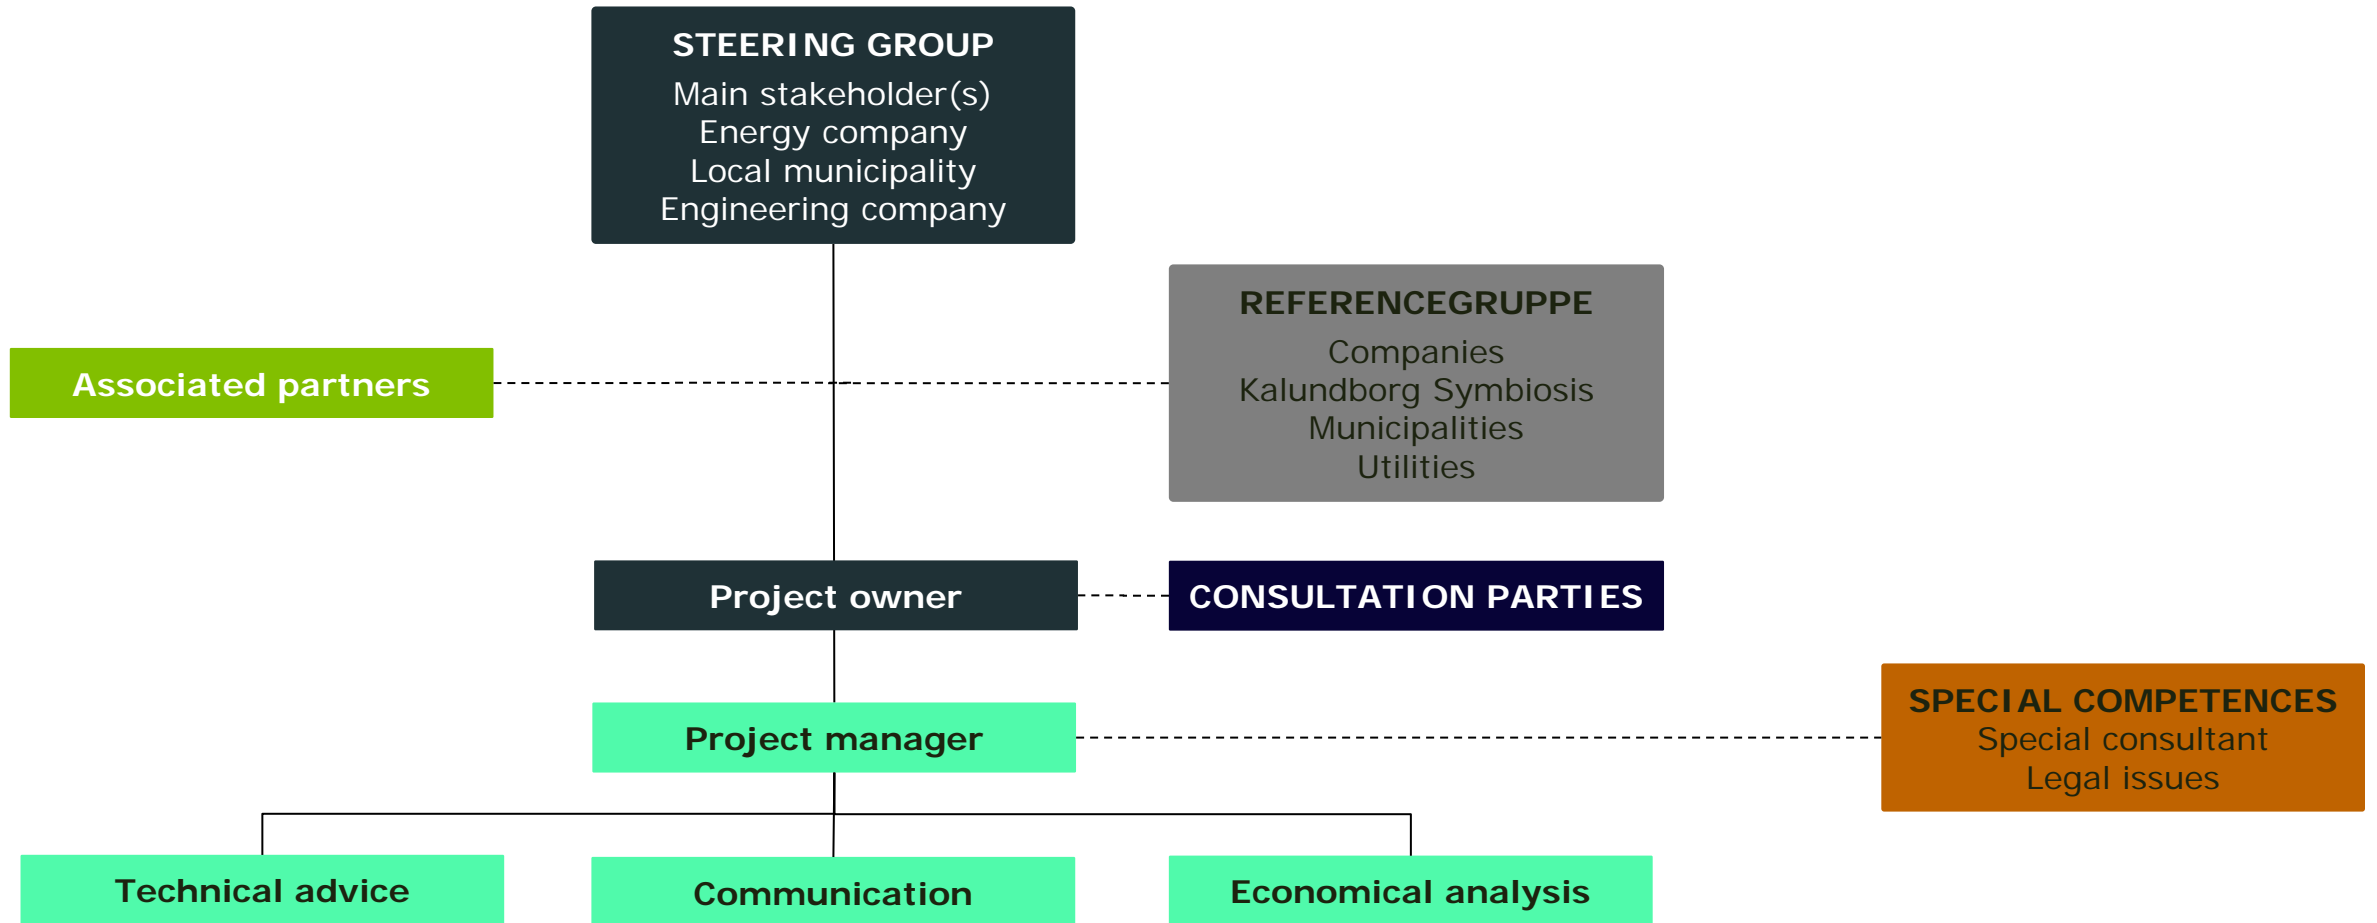 STEERING GROUP
Main stakeholder(s)
Energy company
Local municipality
Engineering company
REFERENCEGRUPPE
Companies
Kalundborg Symbiosis
Municipalities
Utilities
Associated partners
Project owner
CONSULTATION PARTIES
Project manager
SPECIAL COMPETENCES
Special consultant
Legal issues
Technical advice
Communication
Economical analysis